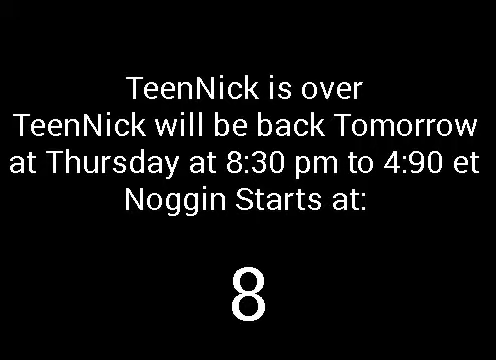 TeenNick is over
TeenNick will be back Tomorrow
at Thursday at 8:30 pm to 4:90 et
Noggin Starts at:
8